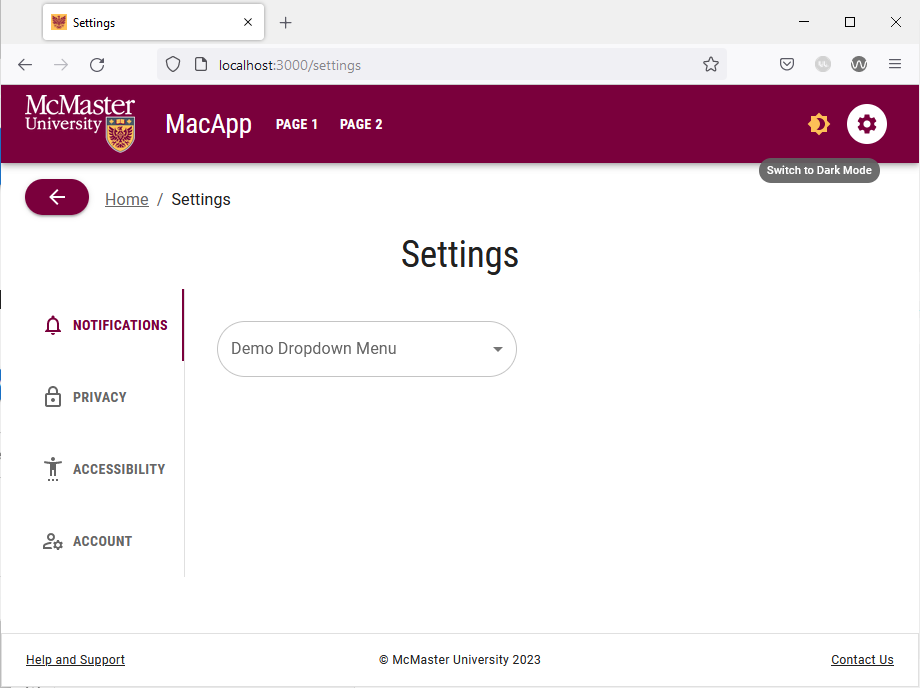 Settings
localhost:3000/settings
McMaster
University
MacApp
PAGE 1
PAGE 2
Switch to Dark Mode
Home / Settings
Settings
NOTIFICATIONS
Demo Dropdown Menu
PRIVACY
ACCESSIBILITY
ACCOUNT
Help and Support
© McMaster University 2023
Contact Us